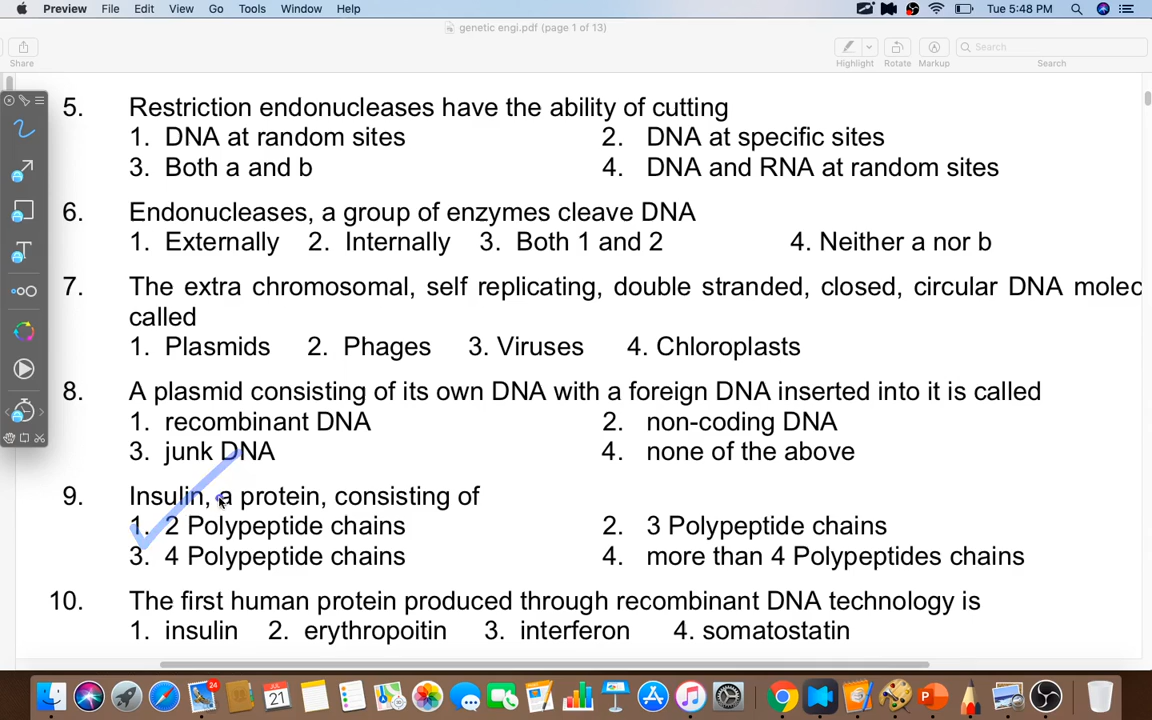 Preview File Edit View Go Tools Window Help Tue 5:48 PM
genetic engi.pdf (page 1 of 13)
Share Highlight Rotate Markup Search
Search
5. Restriction endonucleases have the ability of cutting
1. DNA at random sites 2. DNA at specific sites
3. Both a and b 4. DNA and RNA at random sites
6. Endonucleases, a group of enzymes cleave DNA
1. Externally 2. Internally 3. Both 1 and 2 4. Neither a nor b
7. The extra chromosomal, self replicating, double stranded, closed, circular DNA molec
called
1. Plasmids 2. Phages 3. Viruses 4. Chloroplasts
8. A plasmid consisting of its own DNA with a foreign DNA inserted into it is called
1. recombinant DNA 2. non-coding DNA
3. junk DNA 4. none of the above
9. Insulin, a protein, consisting of
1. 2 Polypeptide chains 2. 3 Polypeptide chains
3. 4 Polypeptide chains 4. more than 4 Polypeptides chains
10. The first human protein produced through recombinant DNA technology is
1. insulin 2. erythropoitin 3. interferon 4. somatostatin
24
JUL
21